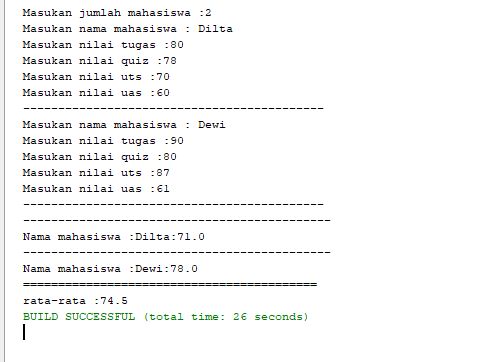 Masukan jumlah mahasiswa :2
Masukan nama mahasiswa : Dilta
Masukan nilai tugas :80
Masukan nilai quiz :78
Masukan nilai uts :70
Masukan nilai uas :60
-------------------------------------------
Masukan nama mahasiswa : Dewi
Masukan nilai tugas :90
Masukan nilai quiz :80
Masukan nilai uts :87
Masukan nilai uas :61
-------------------------------------------
--------------------------------------------
Nama mahasiswa :Dilta:71.0
--------------------------------------------
Nama mahasiswa :Dewi:78.0
==========================================
rata-rata :74.5
BUILD SUCCESSFUL (total time: 26 seconds)